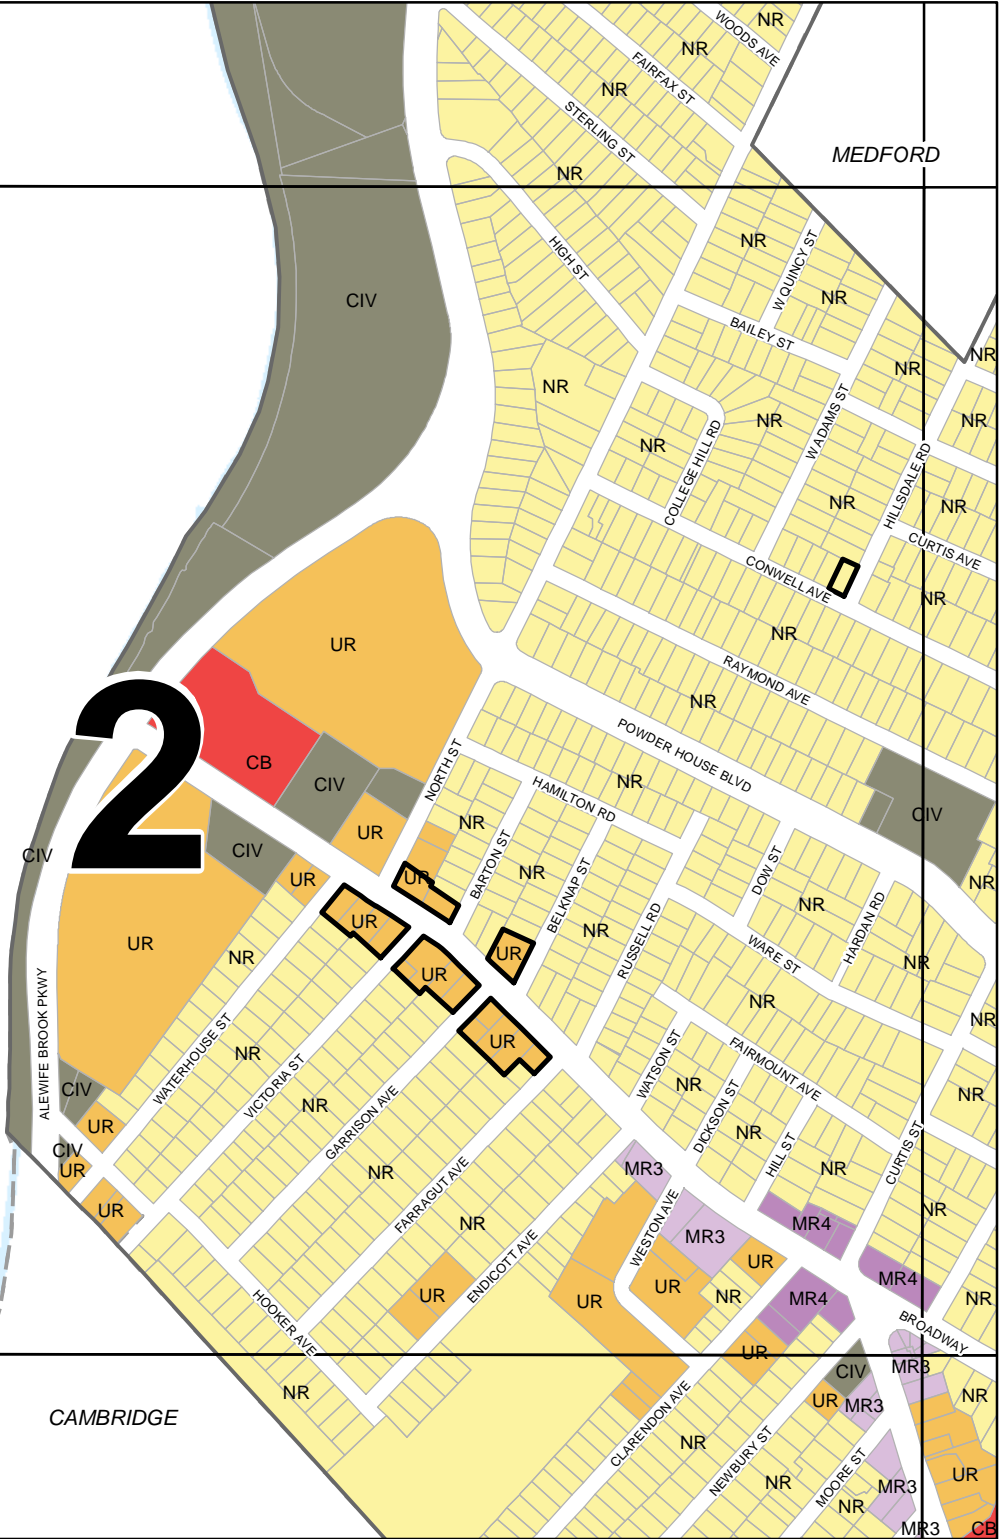 NR
WOODS AVE
NR
FAIRFAX ST
NR
STERLING ST
MEDFORD
NR
NR
W QUINCY ST
HIGH ST
NR
CIV
BAILEY ST
NR
NR
NR
NR
W ADAMS ST
NR
NR
NR
COLLEGE HILL RD
HILLSDALE RD
NR
NR
CURTIS AVE
CONWELL AVE
NR
NR
UR
RAYMOND AVE
NR
2
POWDER HOUSE BLVD
CB
NORTH ST
CIV
NR
HAMILTON RD
CIV
NR
UR
CIV
CIV
BARTON ST
DOW ST
NR
UR
UR
NR
BELKNAP ST
NR
HARDAN RD
UR
NR
RUSSELL RD
UR
NR
UR
WARE ST
NR
UR
NR
ALEWIFE BROOK PKWY
NR
NR
UR
WATERHOUSE ST
NR
WATSON ST
FAIRMOUNT AVE
VICTORIA ST
CIV
NR
NR
NR
GARRISON AVE
DICKSON ST
UR
NR
HILL ST
CURTIS ST
CIV
UR
NR
MR3
NR
FARRAGUT AVE
UR
NR
WESTON AVE
MR4
NR
MR3
ENDICOTT AVE
UR
MR4
UR
UR
UR
NR
MR4
NR
HOOKER AVE
BROADWAY
UR
MR3
CIV
NR
NR
UR
MR3
CAMBRIDGE
CLARENDON AVE
NR
NEWBURY ST
MOORE ST
UR
NR
MR3
NR
MR3
CB